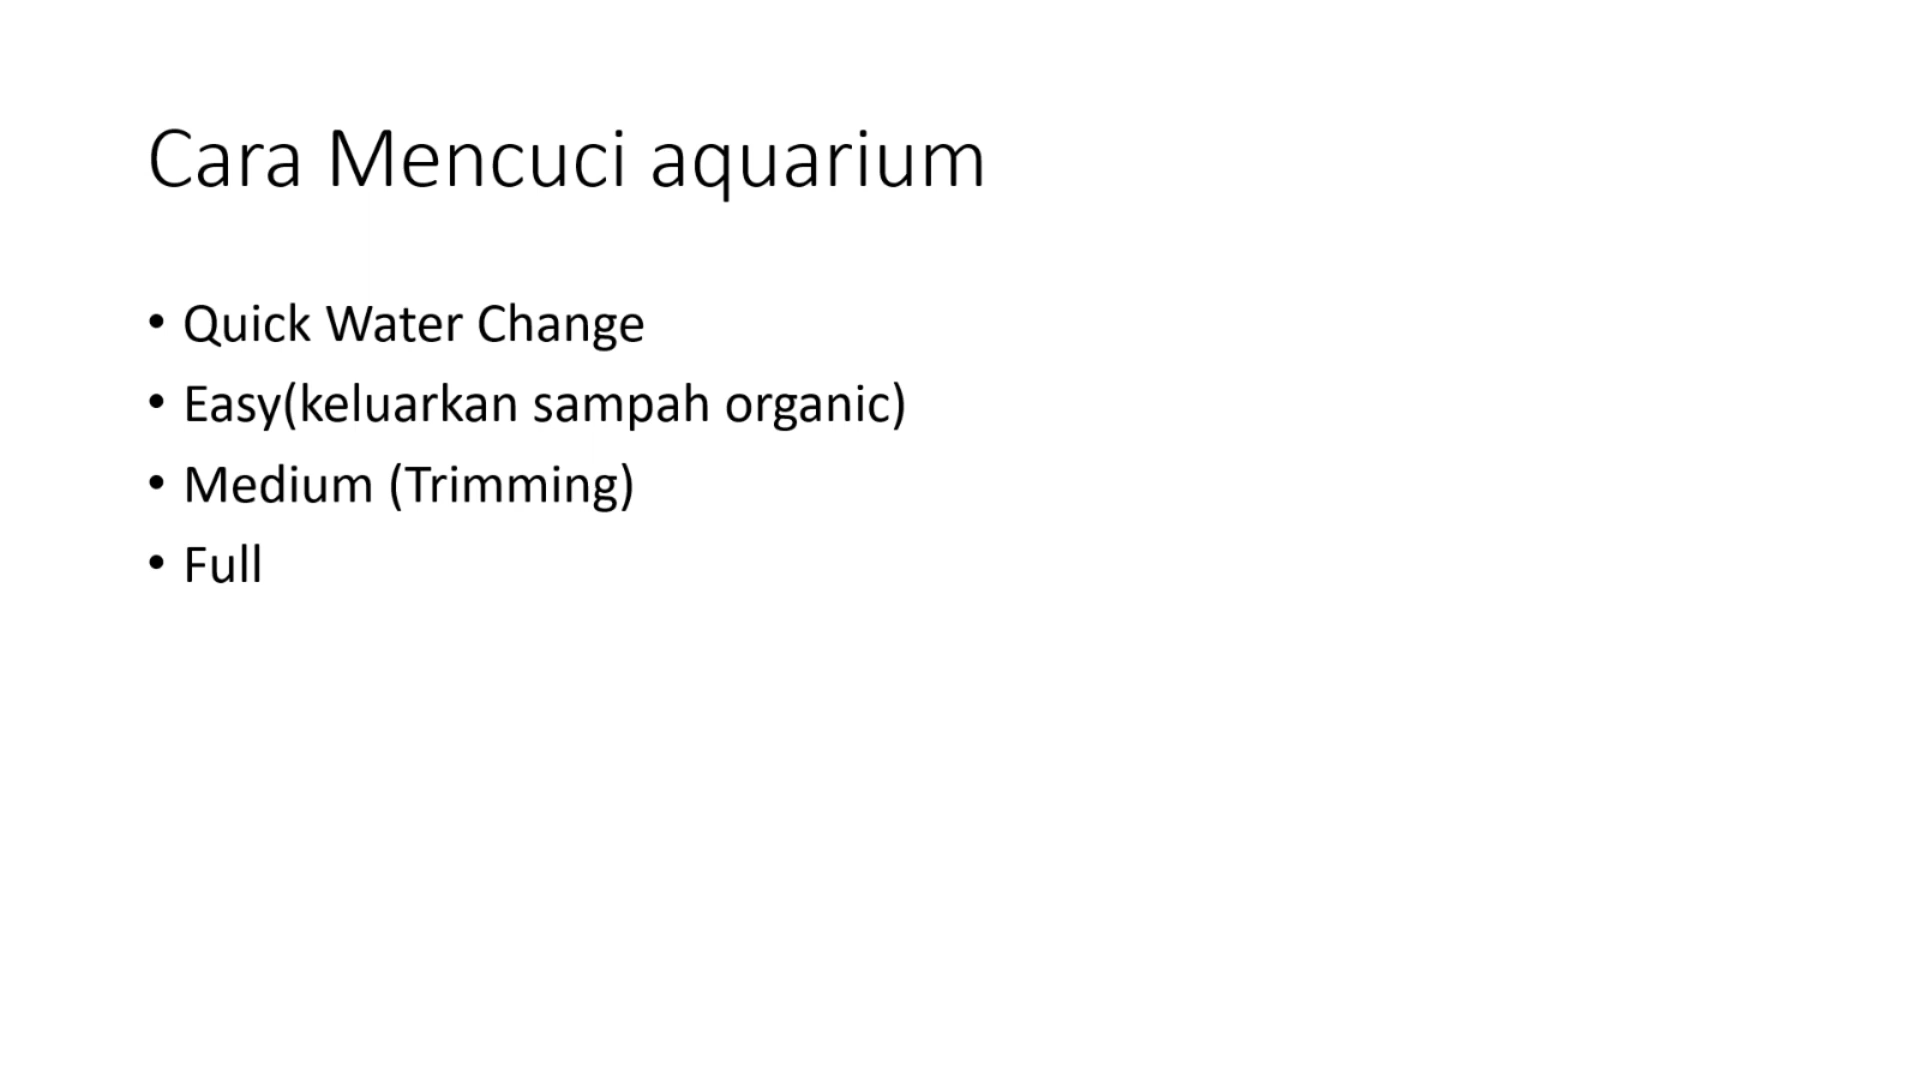 Cara Mencuci aquarium
• Quick Water Change
• Easy(keluarkan sampah organic)
• Medium (Trimming)
• Full